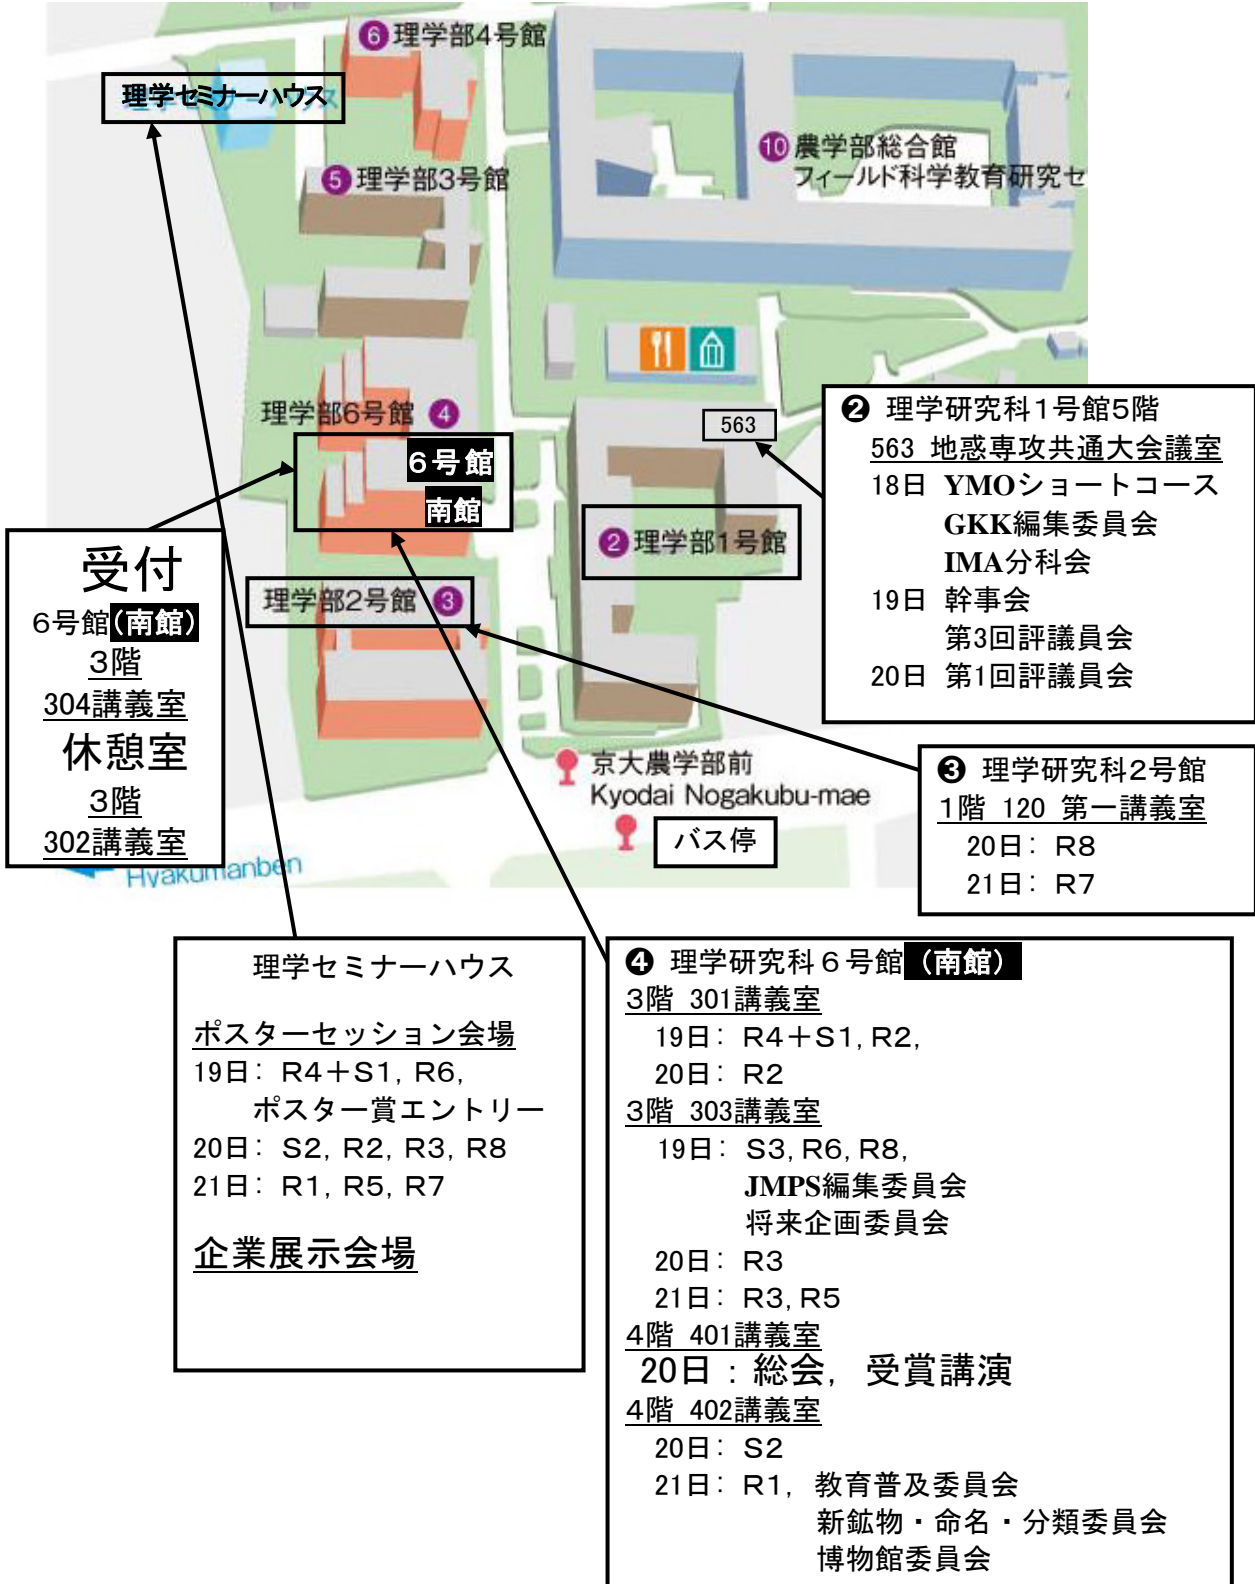 ⑥理学部4号館
理学セミナーハウス
⑤理学部3号館
⑩農学部総合館
フィールド科学教育研究セ
理学部6号館 ④
6号館
南館
563
②理学部1号館
理学部2号館 ③
京大農学部前
Kyodai Nogakubu-mae
バス停
Hyakumanben
受付
6号館(南館)
3階
304講義室
休憩室
3階
302講義室
❷ 理学研究科1号館5階
563 地惑専攻共通大会議室
18日 YMOショートコース
GKK編集委員会
IMA分科会
19日 幹事会
第3回評議員会
20日 第1回評議員会
❸ 理学研究科2号館
1階 120 第一講義室
20日: R8
21日: R7
理学セミナーハウス
ポスターセッション会場
19日: R4+S1, R6,
ポスター賞エントリー
20日: S2, R2, R3, R8
21日: R1, R5, R7
企業展示会場
❹ 理学研究科6号館(南館)
3階 301講義室
19日: R4+S1, R2,
20日: R2
3階 303講義室
19日: S3, R6, R8,
JMPS編集委員会
将来企画委員会
20日: R3
21日: R3, R5
4階 401講義室
20日:総会, 受賞講演
4階 402講義室
20日: S2
21日: R1, 教育普及委員会
新鉱物・命名・分類委員会
博物館委員会